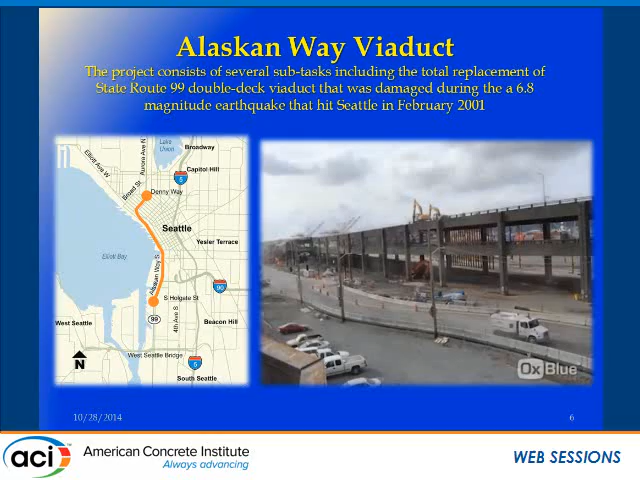 Alaskan Way Viaduct
The project consists of several sub-tasks including the total replacement of
State Route 99 double-deck viaduct that was damaged during the a 6.8
magnitude earthquake that hit Seattle in February 2001
Lake
Union
Broadway
Aurora Ave N
Elliott Ave W
Capitol Hill
5
Broad St
Denny Way
Seattle
Yesler Terrace
Elliott Bay
Alaskan Way S
90
S Holgate St
99
4th Ave S
Beacon Hill
West Seattle
N
West Seattle Bridge
5
South Seattle
OxBlue
10/28/2014
6
aci
American Concrete Institute
Always advancing
WEB SESSIONS